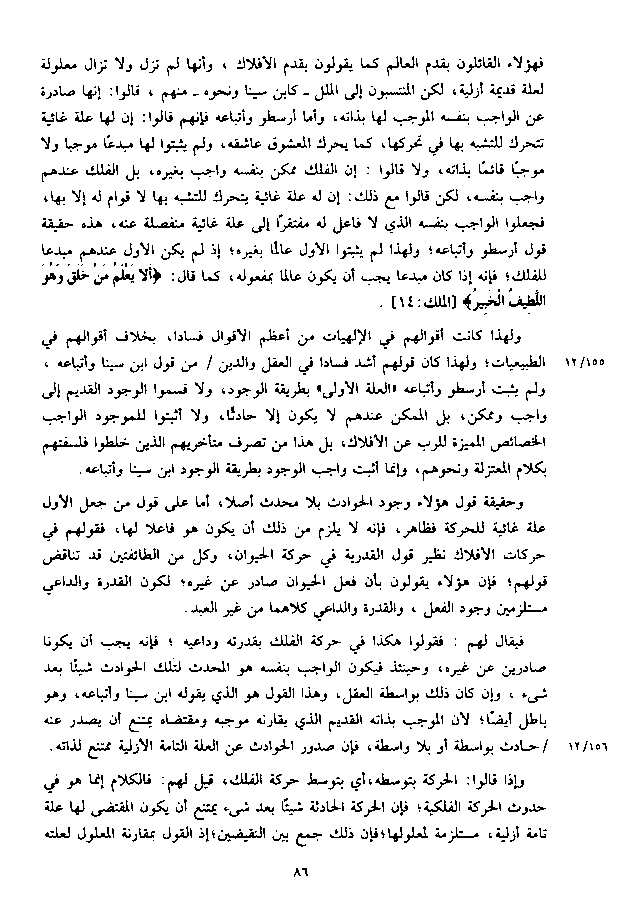 فهؤلاء القائلون بقدم العالم كما يقولون بقدم الأفلاك ، وأنها لم تزل ولا تزال معلولة
لعلة قديمة أزلية، لكن المنتسبون إلى الملل ـ كابن سينا ونحوه ـ منهم ، قالوا: إنها صادرة
عن الواجب بنفسه الموجب لها بذاته، وأما أرسطو وأتباعه فإنهم قالوا: إن لها علة غائية
تتحرك للتشبه بها في تحركها، كما يحرك المعشوق عاشقه، ولم يثبتوا لها مبدعًا موجبا ولا
موجبًا قائمًا بذاته، ولا قالوا : إن الفلك ممكن بنفسه واجب بغيره، بل الفلك عندهم
واجب بنفسه، لكن قالوا مع ذلك: إن له علة غائية يتحرك للتشبه بها لا قوام له إلا بها،
فجعلوا الواجب بنفسه الذي لا فاعل له مفتقرًا إلى علة غائية منفصلة عنه، هذه حقيقة
قول أرسطو وأتباعه؛ ولهذا لم يثبتوا الأول عالمًا بغيره؛ إذ لم يكن الأول عندهم مبدعا
للفلك؛ فإنه إذا كان مبدعا يجب أن يكون عالما بمفعوله، كما قال: ﴿أَلا يَعْلَمُ مَنْ خَلَقَ وَهُوَ
اللَّطِيفُ الْخَبِيرُ﴾ [الملك:١٤] .
ولهذا كانت أقوالهم في الإلهيات من أعظم الأقوال فسادا، بخلاف أقوالهم في
١٢/١٥٥ الطبيعيات؛ ولهذا كان قولهم أشد فسادا في العقل والدين / من قول ابن سينا وأتباعه ،
ولم يثبت أرسطو وأتباعه «العلة الأولى» بطريقة الوجود، ولا قسموا الوجود القديم إلى
واجب وممكن، بل الممكن عندهم لا يكون إلا حادثًا، ولا أثبتوا للموجود الواجب
الخصائص المميزة للرب عن الأفلاك، بل هذا من تصرف متأخريهم الذين خلطوا فلسفتهم
بكلام المعتزلة ونحوهم، وإنما أثبت واجب الوجود بطريقة الوجود ابن سينا وأتباعه.
وحقيقة قول هؤلاء وجود الحوادث بلا محدث أصلا، أما على قول من جعل الأول
علة غائية للحركة فظاهر، فإنه لا يلزم من ذلك أن يكون هو فاعلا لها، فقولهم في
حركات الأفلاك نظير قول القدرية في حركة الحيوان، وكل من الطائفتين قد تناقض
قولهم؛ فإن هؤلاء يقولون بأن فعل الحيوان صادر عن غيره؛ لكون القدرة والداعي
مستلزمين وجود الفعل ، والقدرة والداعي كلاهما من غير العبد.
فيقال لهم : فقولوا هكذا في حركة الفلك بقدرته وداعيه ؛ فإنه يجب أن يكونا
صادرين عن غيره، وحينئذ فيكون الواجب بنفسه هو المحدث لتلك الحوادث شيئًا بعد
شىء ، وإن كان ذلك بواسطة العقل، وهذا القول هو الذي يقوله ابن سينا وأتباعه، وهو
باطل أيضًا؛ لأن الموجب بذاته القديم الذي يقارنه موجبه ومقتضاه يمتنع أن يصدر عنه
١٢/١٥٦ / حادث بواسطة أو بلا واسطة، فإن صدور الحوادث عن العلة التامة الأزلية ممتنع لذاته.
وإذا قالوا: الحركة بتوسطه،أي بتوسط حركة الفلك، قيل لهم: فالكلام إنما هو في
حدوث الحركة الفلكية؛ فإن الحركة الحادثة شيئًا بعد شىء يمتنع أن يكون المقتضى لها علة
تامة أزلية، مستلزمة لمعلولها؛فإن ذلك جمع بين النقيضين؛إذ القول بمقارنة المعلول لعلته
٨٦